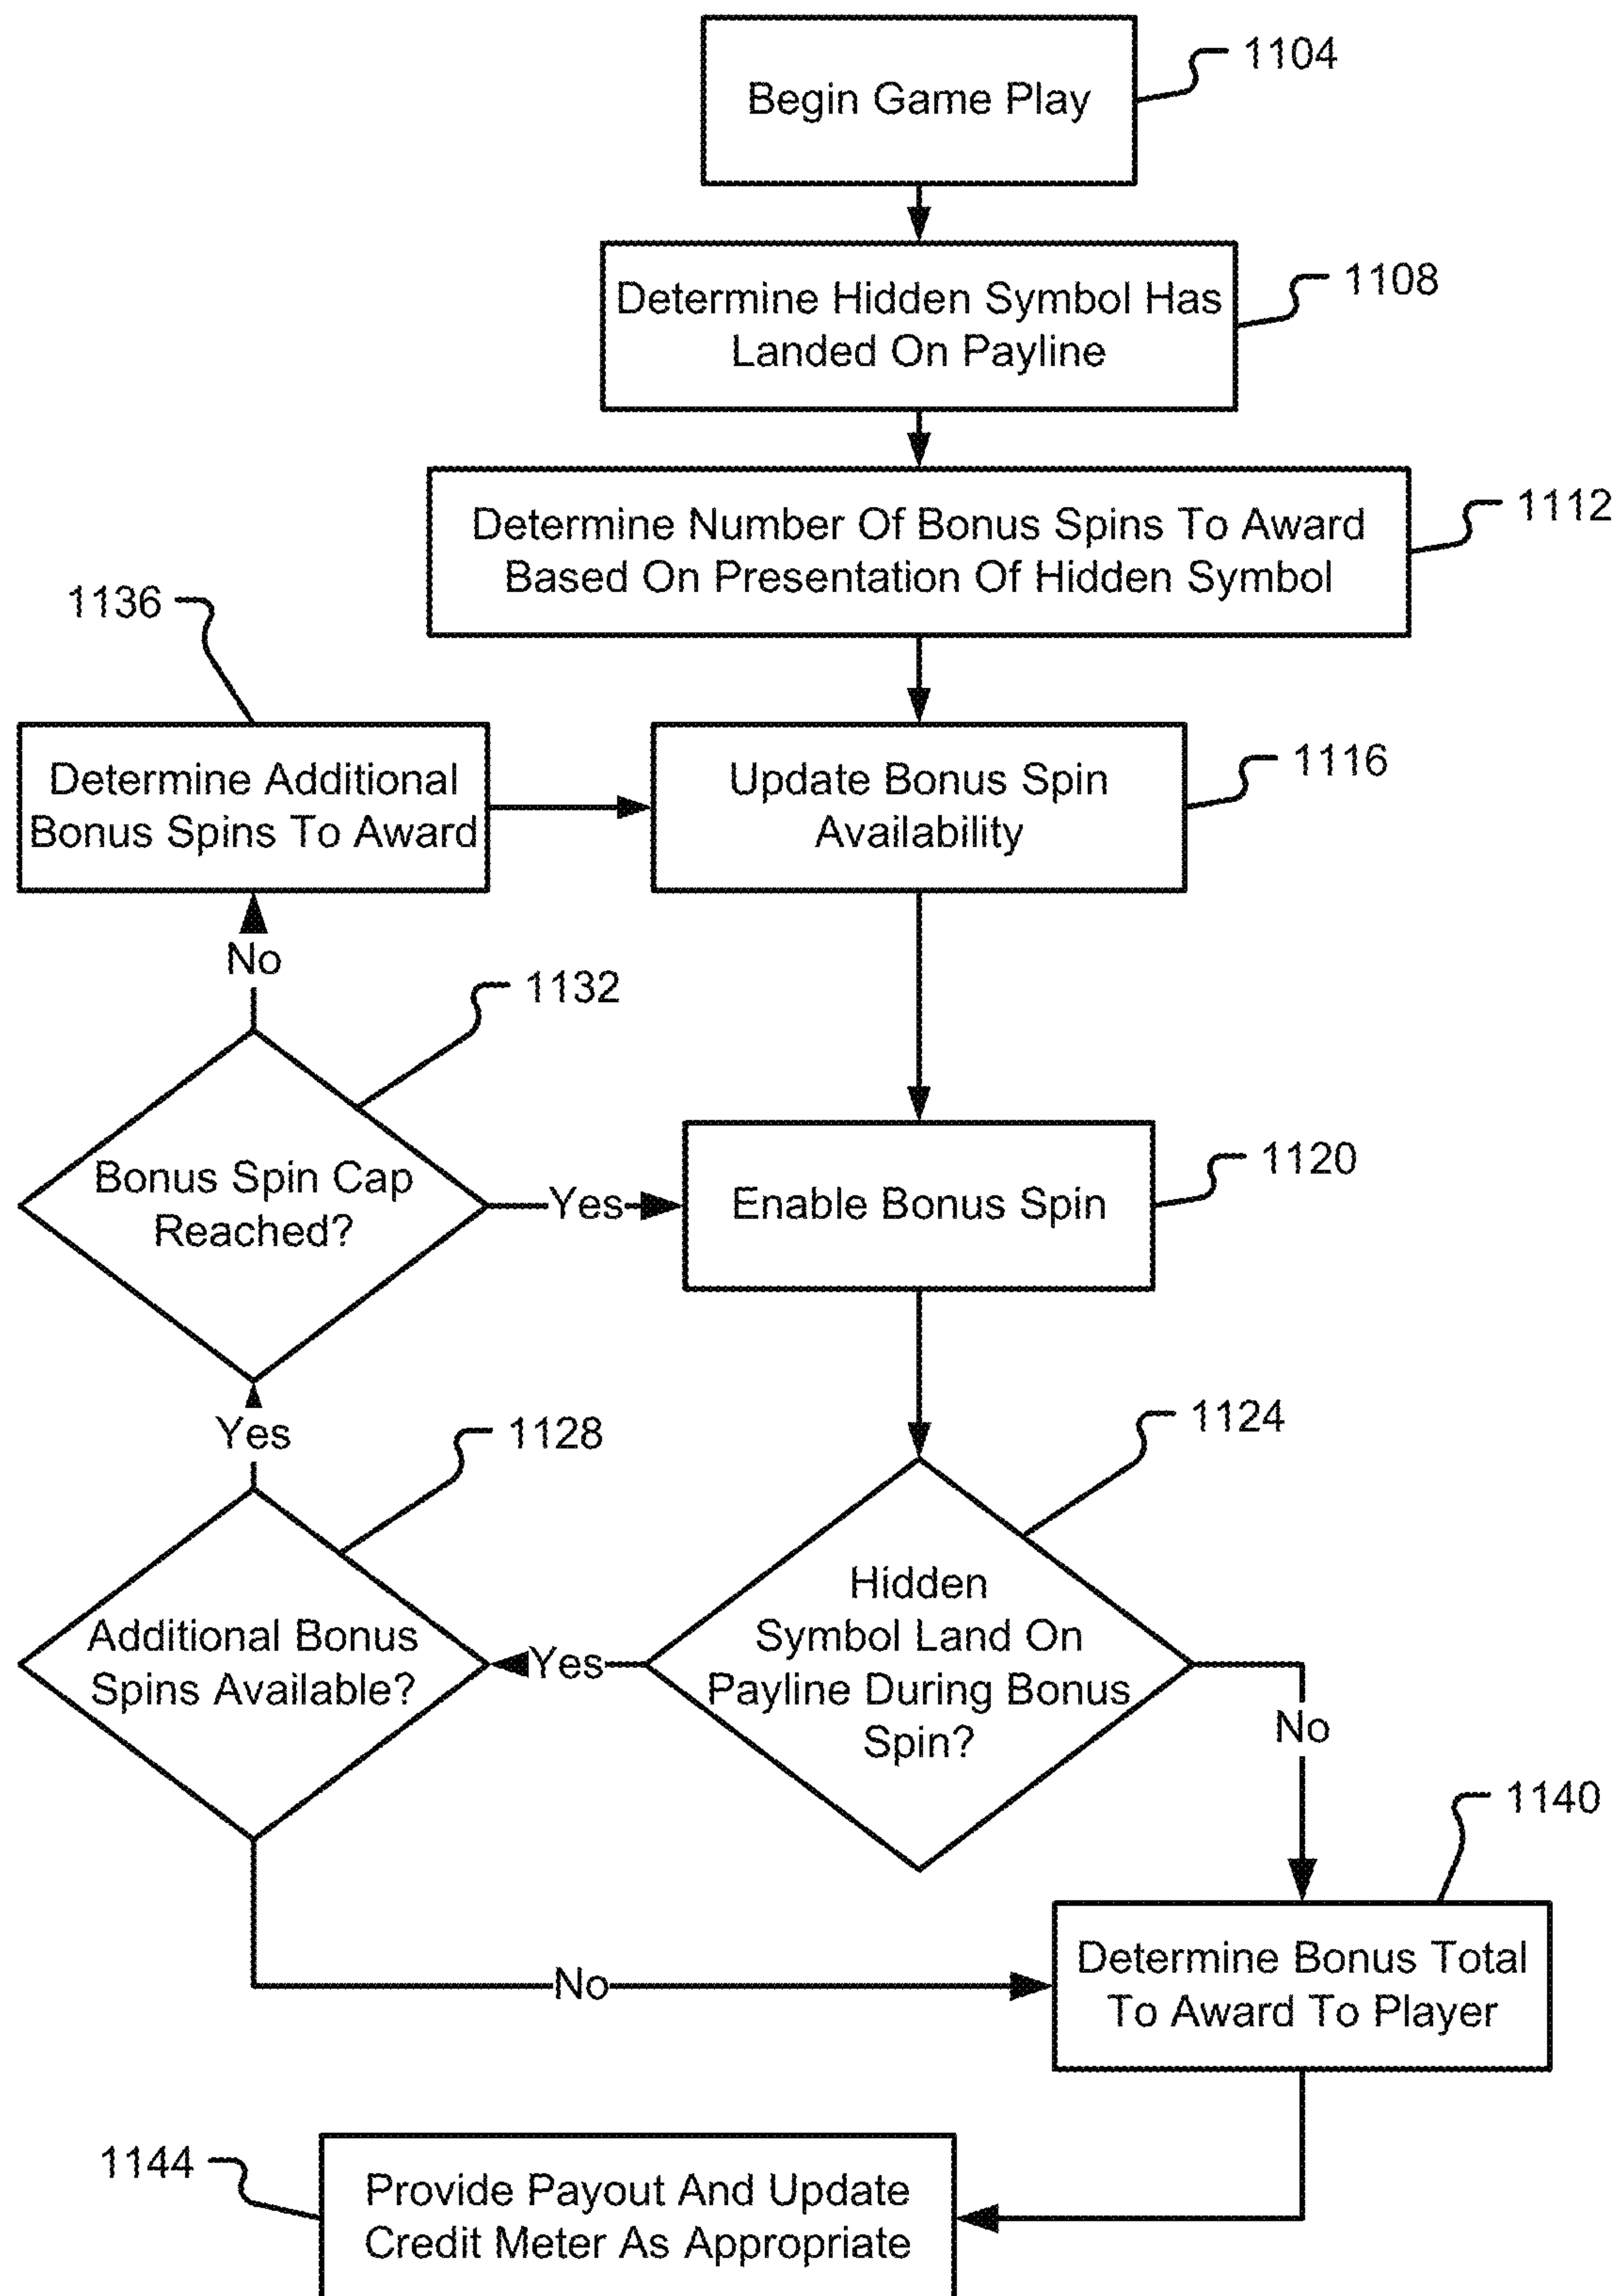 Begin Game Play
1104
Determine Hidden Symbol Has
Landed On Payline
1108
Determine Number Of Bonus Spins To Award
Based On Presentation Of Hidden Symbol
1112
1136
Determine Additional
Bonus Spins To Award
Update Bonus Spin
Availability
1116
No
1132
Bonus Spin Cap
Reached?
Yes
Enable Bonus Spin
1120
Yes
1128
1124
Additional Bonus
Spins Available?
Yes
Hidden
Symbol Land On
Payline During Bonus
Spin?
No
1140
No
Determine Bonus Total
To Award To Player
1144
Provide Payout And Update
Credit Meter As Appropriate